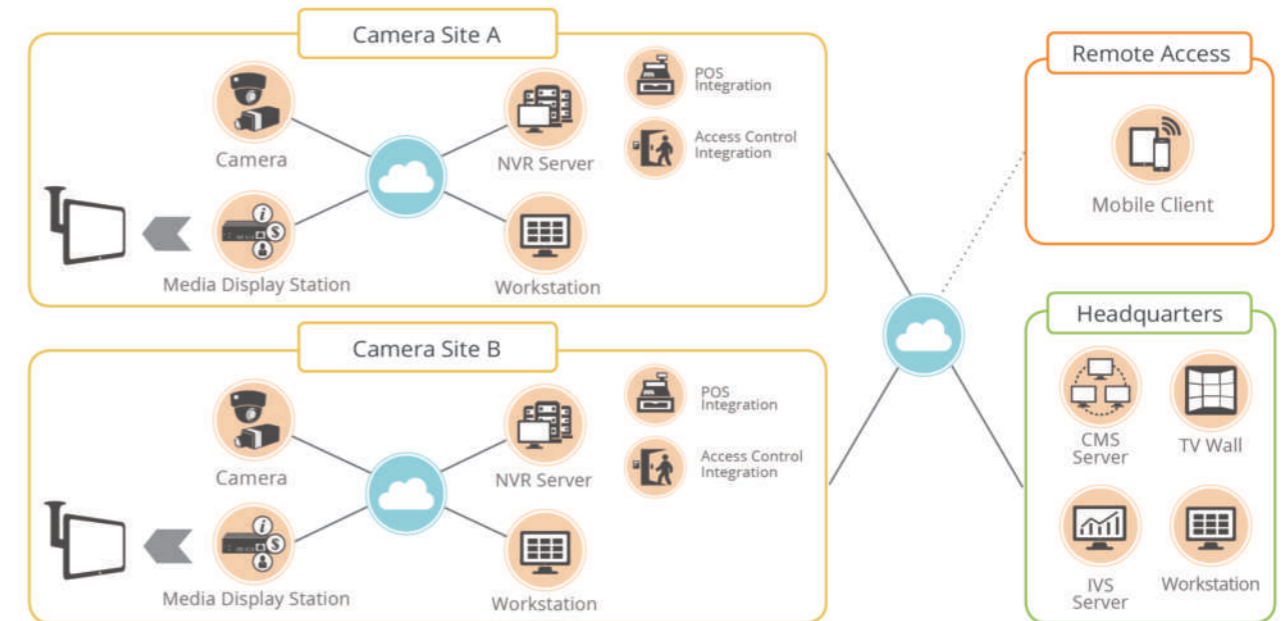 Camera Site A
Camera
NVR Server
POS
Integration
Access Control
Integration
i
$
Media Display Station
Workstation
Camera Site B
Camera
NVR Server
POS
Integration
Access Control
Integration
i
$
Media Display Station
Workstation
Remote Access
Mobile Client
Headquarters
CMS
Server
TV Wall
IVS
Server
Workstation